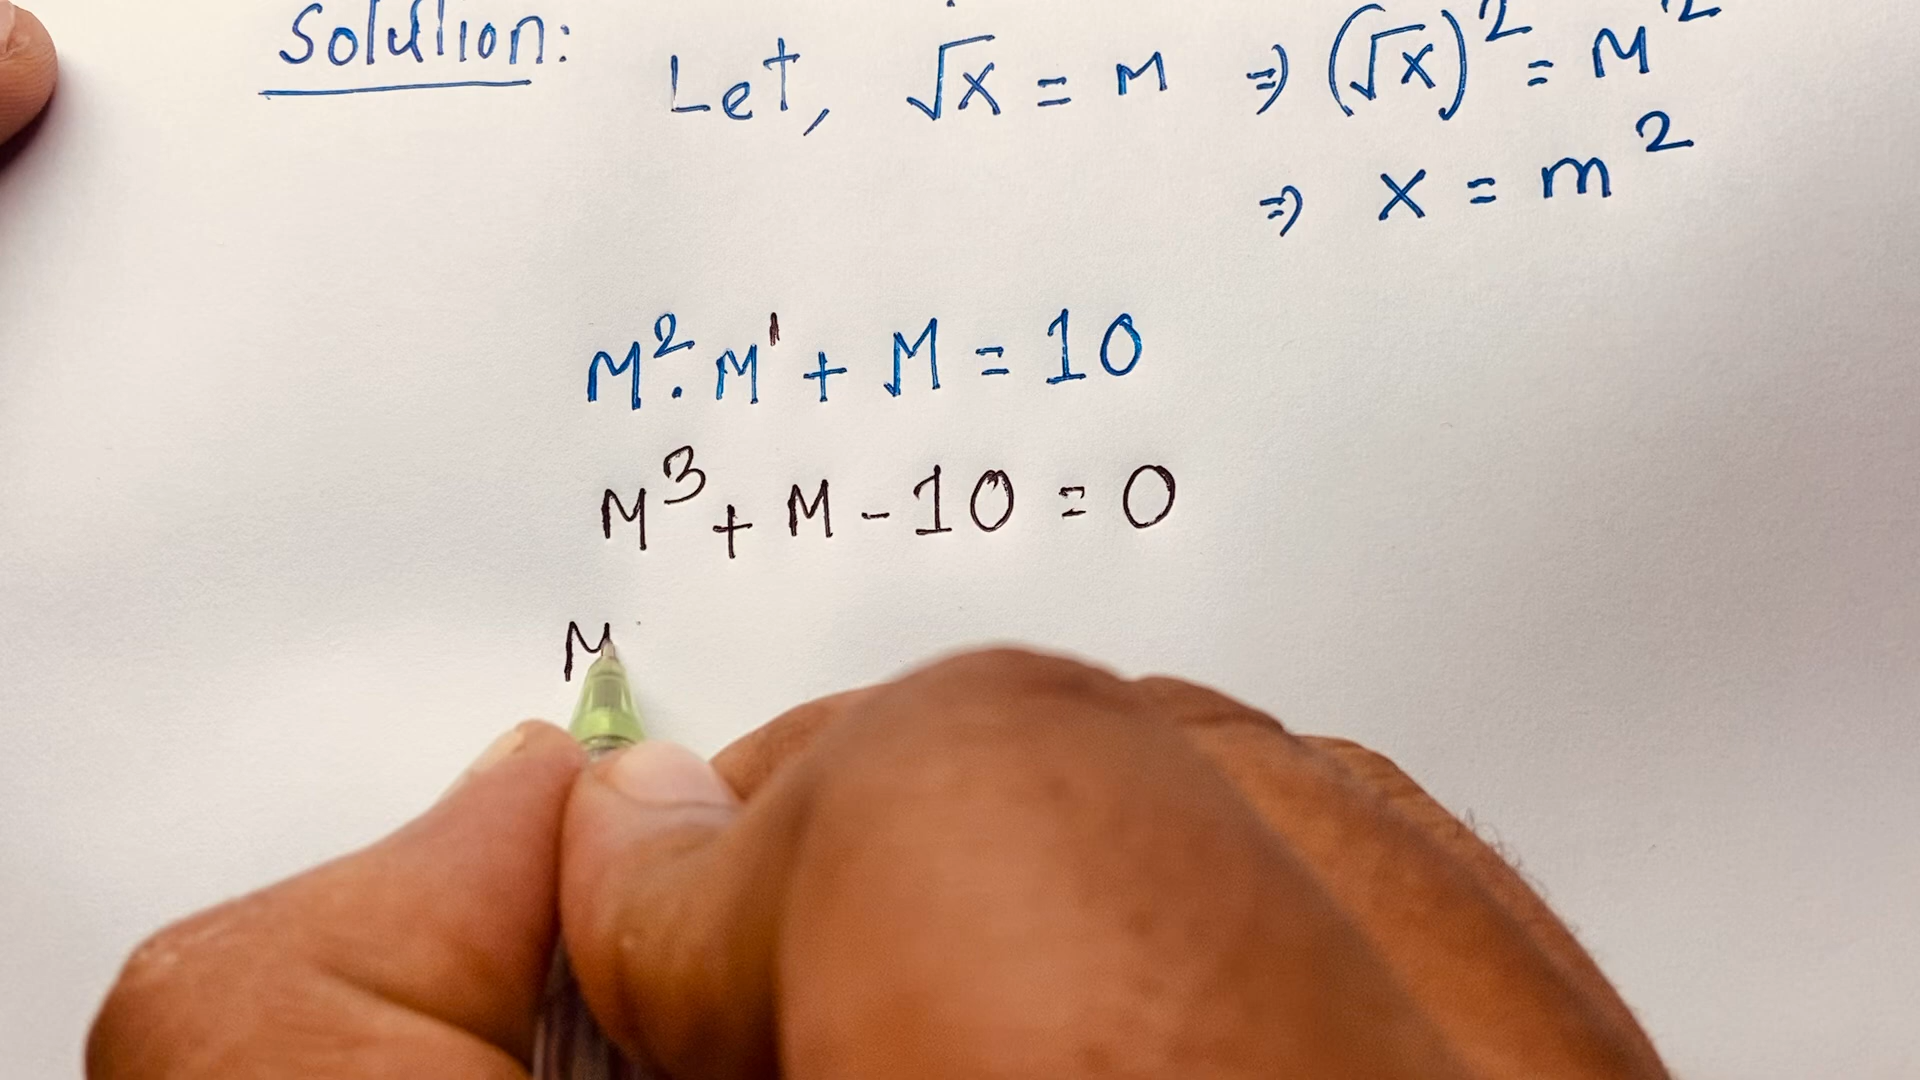 Solution: Let, √x = M ⇒ (√x)² = M²
⇒ x = m²
M² · M¹ + M = 10
M³ + M - 10 = 0
M